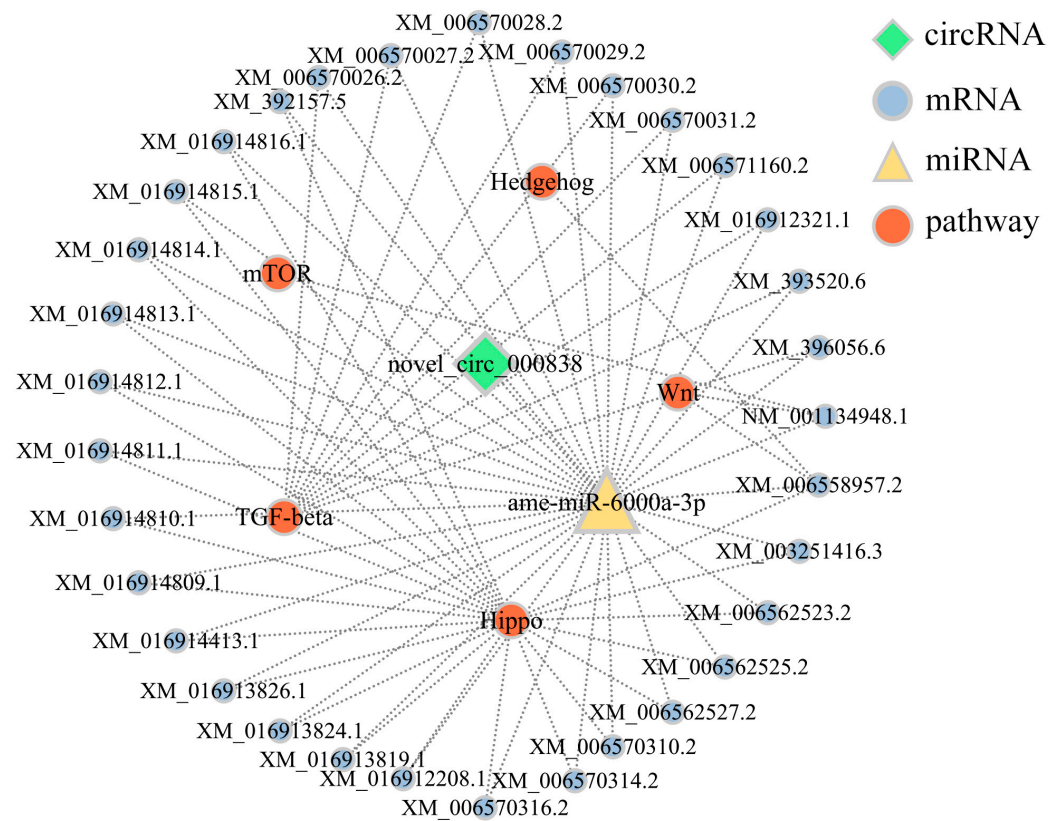 XM_006570028.2
circRNA
XM_006570027.2
XM_006570029.2
XM_006570026.2
XM_006570030.2
XM_392157.5
mRNA
XM_006570031.2
XM_016914816.1
XM_006571160.2
miRNA
Hedgehog
XM_016914815.1
XM_016912321.1
pathway
XM_016914814.1
mTOR
XM_393520.6
XM_016914813.1
XM_396056.6
novel_circ_000838
XM_016914812.1
Wnt
NM_001134948.1
XM_016914811.1
XM_006558957.2
ame-miR-6000a-3p
XM_016914810.1
TGF-beta
XM_003251416.3
XM_016914809.1
XM_006562523.2
Hippo
XM_016914413.1
XM_006562525.2
XM_016913826.1
XM_006562527.2
XM_016913824.1
XM_006570310.2
XM_016913819.1
XM_016912208.1
XM_006570314.2
XM_006570316.2